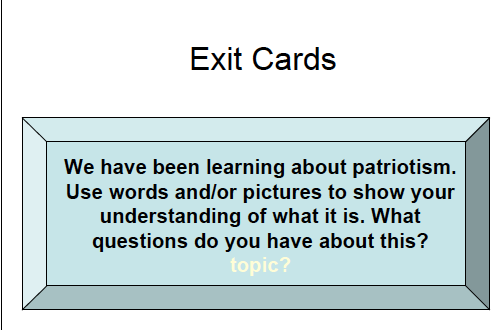 Exit Cards
We have been learning about patriotism.
Use words and/or pictures to show your
understanding of what it is. What
questions do you have about this?
topic?